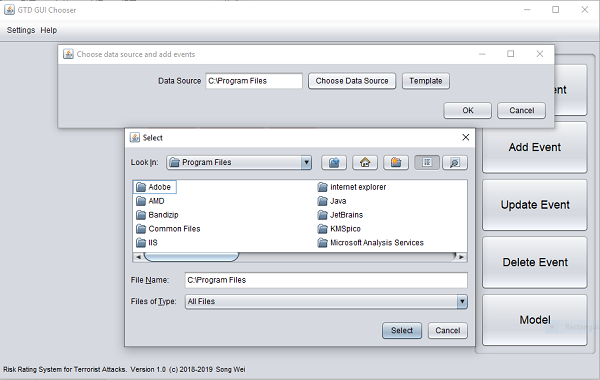 GTD GUI Chooser
Settings Help
Choose data source and add events
Data Source C:\Program Files Choose Data Source Template
OK Cancel
Select
Look In: Program Files
Adobe internet explorer
AMD Java
Bandizip JetBrains
Common Files KMSpico
IIS Microsoft Analysis Services
File Name: C:\Program Files
Files of Type: All Files
Select Cancel
Add Event
Update Event
Delete Event
Model
Risk Rating System for Terrorist Attacks. Version 1.0 (c) 2018-2019 Song Wei